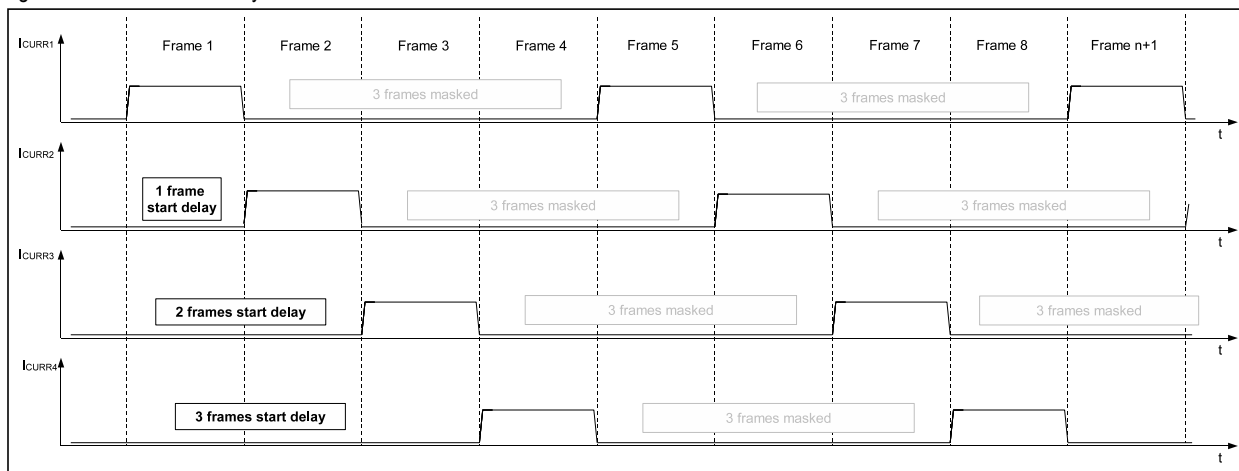 ICURR1
Frame 1 Frame 2 Frame 3 Frame 4 Frame 5 Frame 6 Frame 7 Frame 8 Frame n+1
3 frames masked 3 frames masked
t
ICURR2
1 frame
start delay
3 frames masked 3 frames masked
t
ICURR3
2 frames start delay 3 frames masked 3 frames masked
t
ICURR4
3 frames start delay 3 frames masked
t